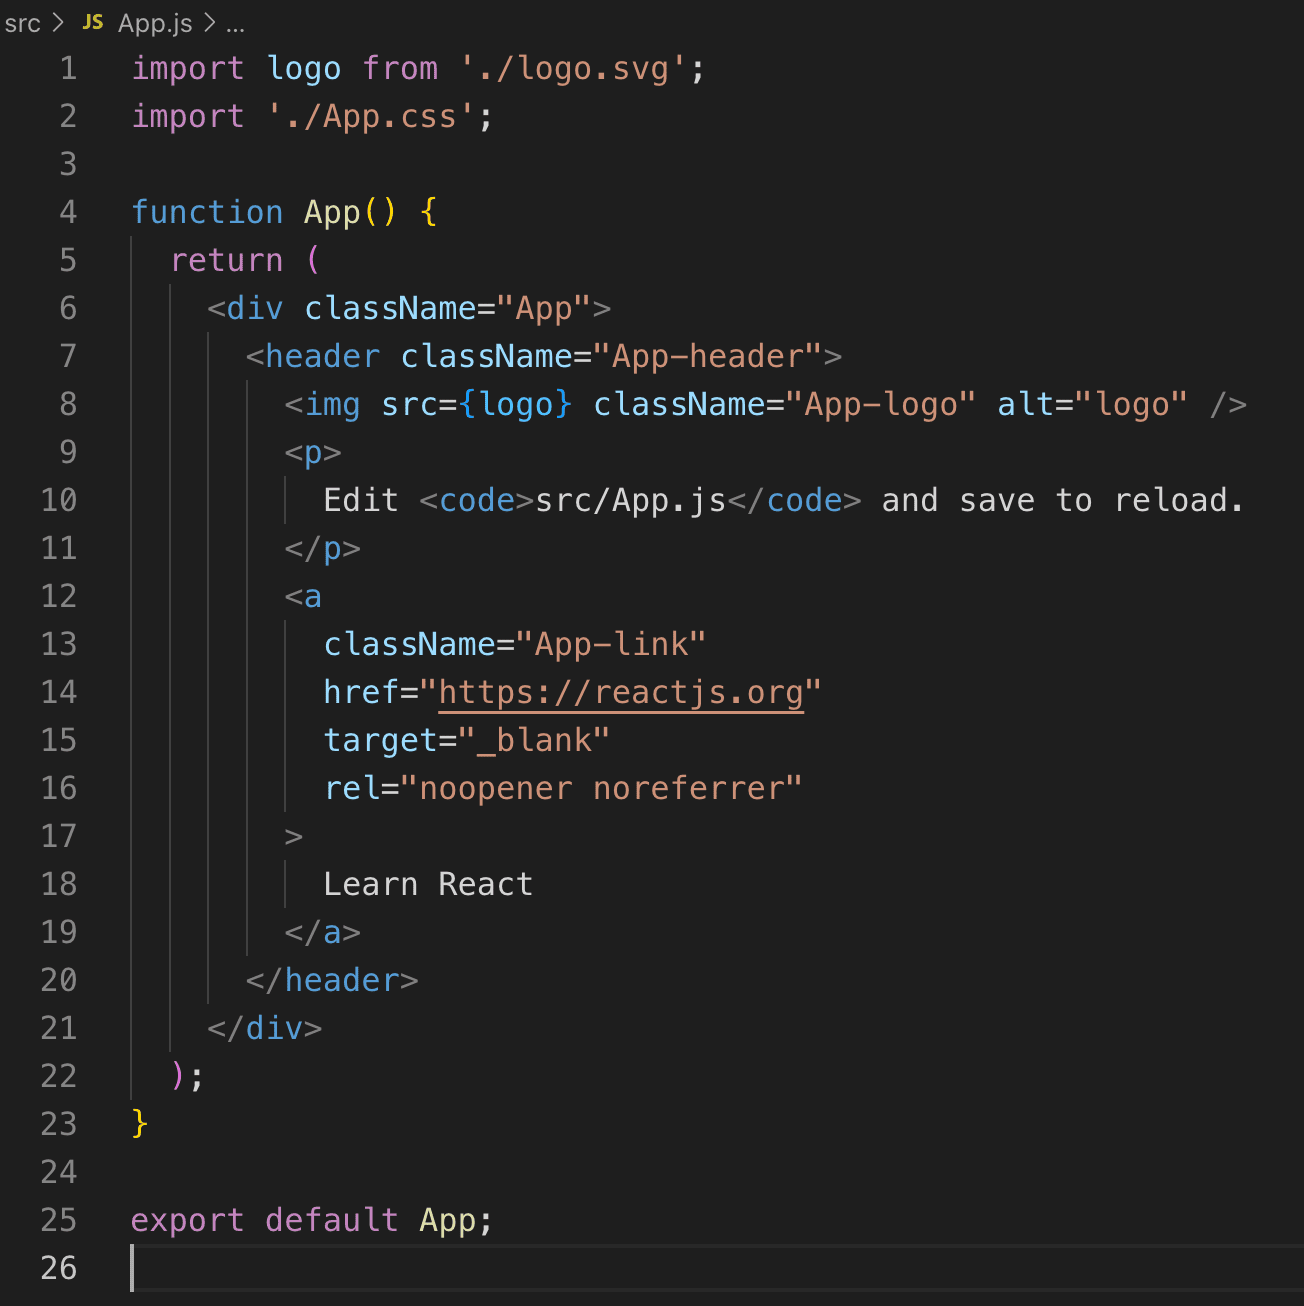 src > JS App.js > ...
1 import logo from './logo.svg';
2 import './App.css';
3
4 function App() {
5   return (
6     <div className="App">
7       <header className="App-header">
8         <img src={logo} className="App-logo" alt="logo" />
9         <p>
10           Edit <code>src/App.js</code> and save to reload.
11         </p>
12         <a
13           className="App-link"
14           href="https://reactjs.org"
15           target="_blank"
16           rel="noopener noreferrer"
17         >
18           Learn React
19         </a>
20       </header>
21     </div>
22   );
23 }
24
25 export default App;
26